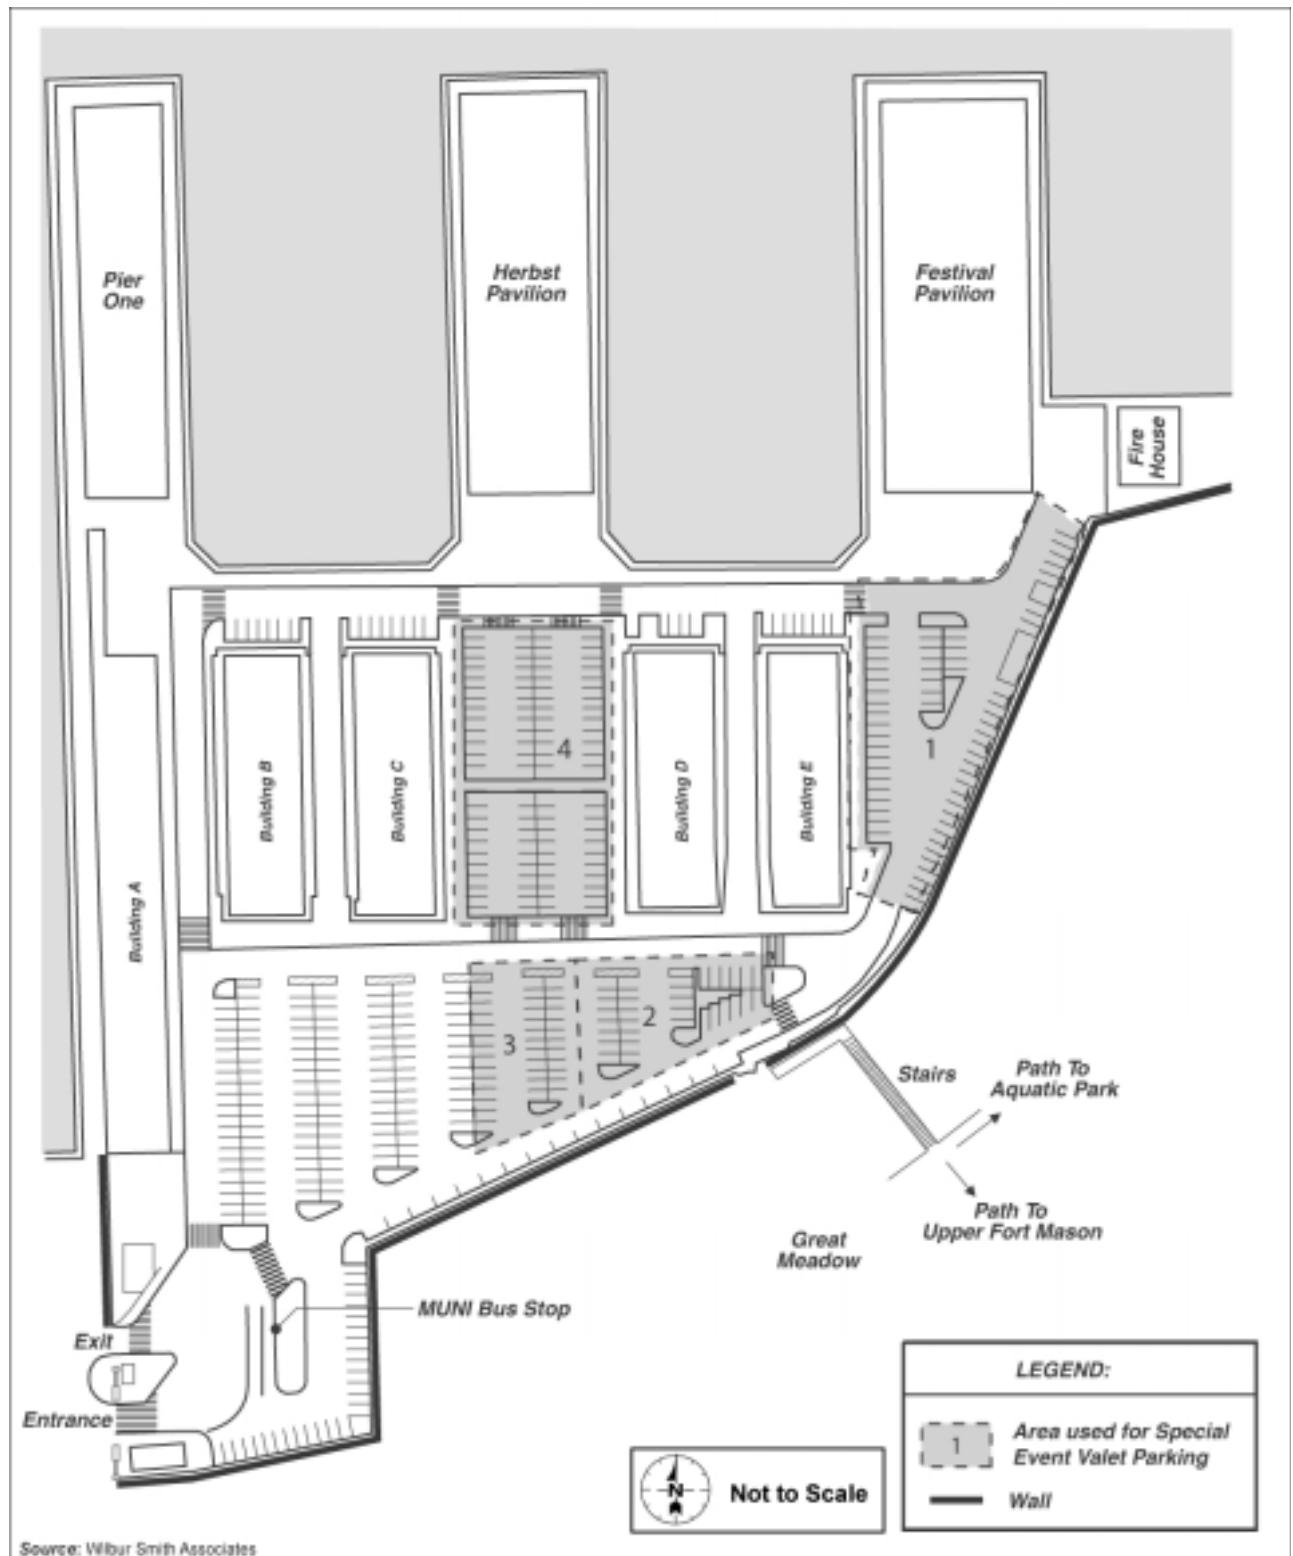 Pier
One
Herbst
Pavilion
Festival
Pavilion
Fire
House
4
1
Building B
Building C
Building D
Building E
Building A
3
2
Stairs
Path To
Aquatic Park
Path To
Upper Fort Mason
Great
Meadow
MUNI Bus Stop
Exit
Entrance
LEGEND:
1
Area used for Special
Event Valet Parking
Wall
N
Not to Scale
Source: Wilbur Smith Associates